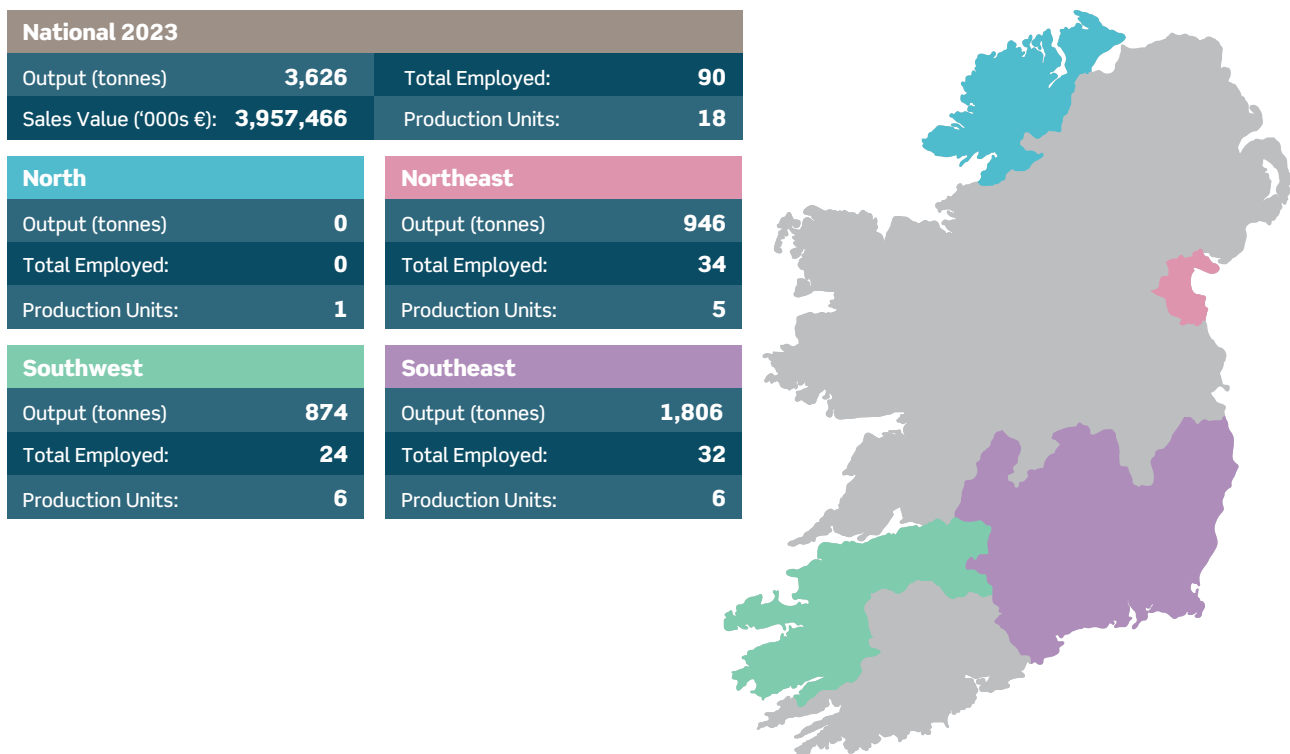 National 2023
Output (tonnes) 3,626 Total Employed: 90
Sales Value (‘000s €): 3,957,466 Production Units: 18
North
Output (tonnes) 0
Total Employed: 0
Production Units: 1
Northeast
Output (tonnes) 946
Total Employed: 34
Production Units: 5
Southwest
Output (tonnes) 874
Total Employed: 24
Production Units: 6
Southeast
Output (tonnes) 1,806
Total Employed: 32
Production Units: 6